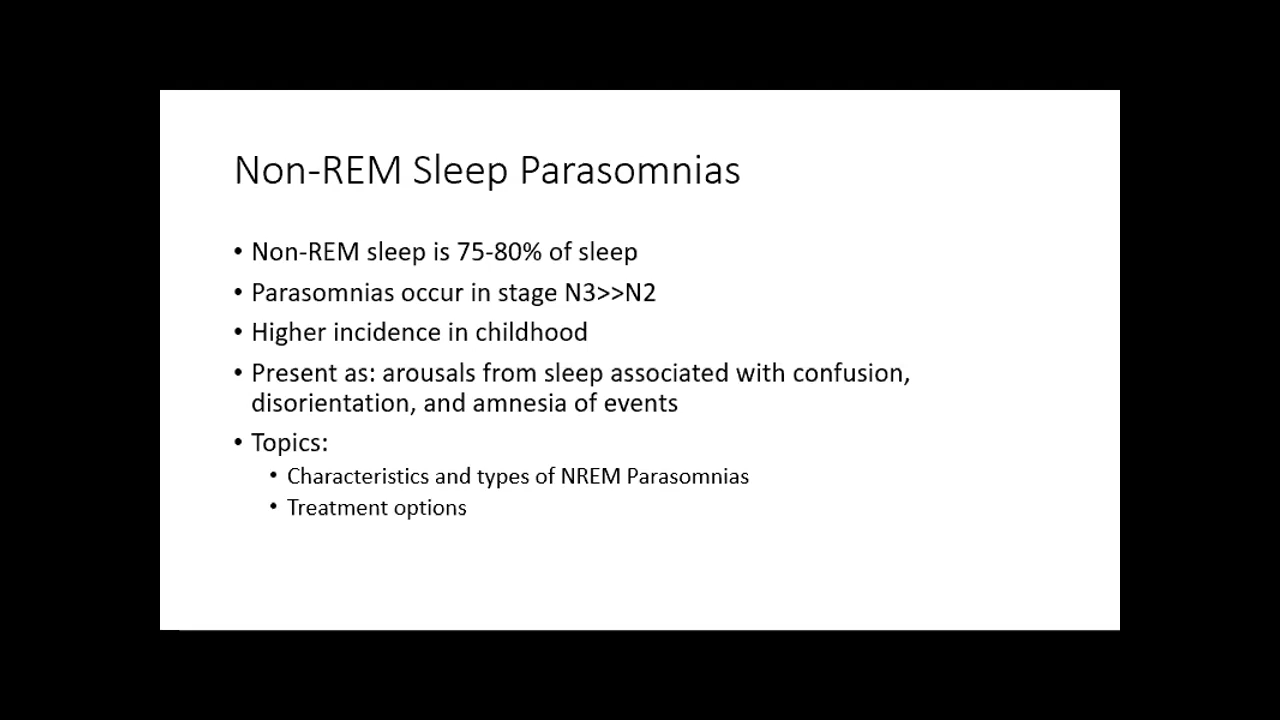 Non-REM Sleep Parasomnias
• Non-REM sleep is 75-80% of sleep
• Parasomnias occur in stage N3>>N2
• Higher incidence in childhood
• Present as: arousals from sleep associated with confusion,
disorientation, and amnesia of events
• Topics:
• Characteristics and types of NREM Parasomnias
• Treatment options